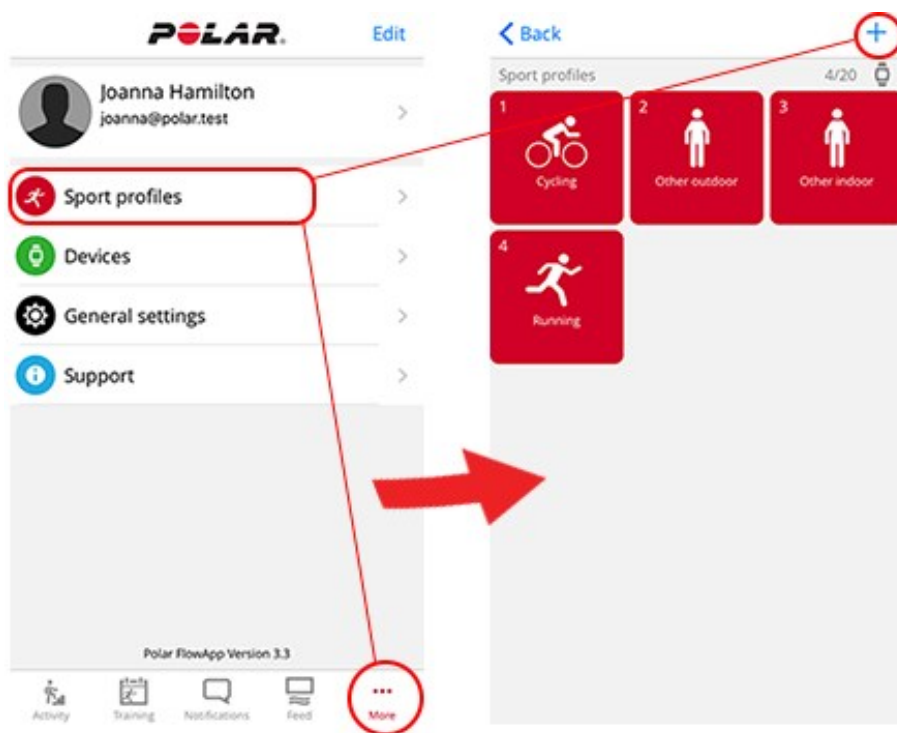 POLAR.
Edit
Joanna Hamilton
joanna@polar.test
Sport profiles
Devices
General settings
Support
Polar FlowApp Version 3.3
Activity
Training
Notifications
Feed
More
Back
+
Sport profiles
4/20
1
Cycling
2
Other outdoor
3
Other indoor
4
Running